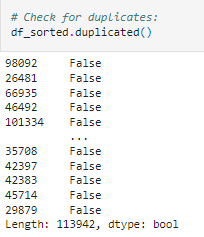 # Check for duplicates:
df_sorted.duplicated()
98092     False
26481     False
66935     False
46492     False
101334    False
...
35708     False
42397     False
42383     False
45714     False
29879     False
Length: 113942, dtype: bool